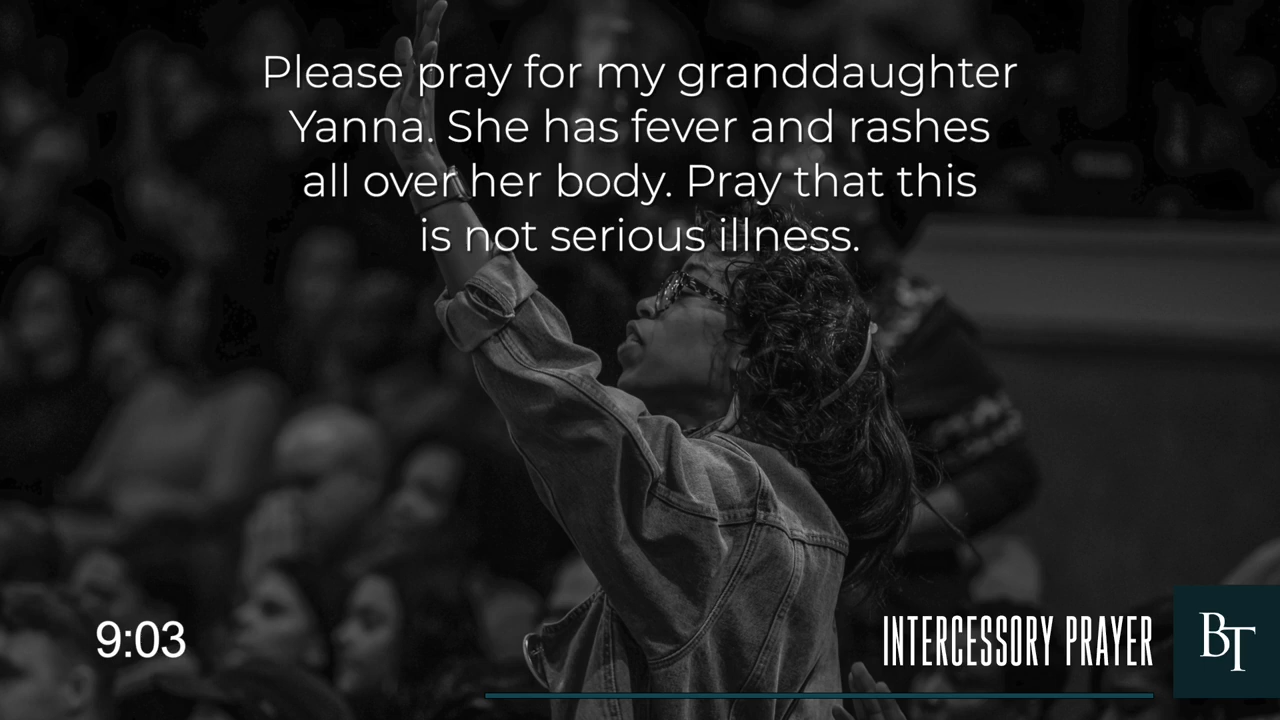 Please pray for my granddaughter
Yanna. She has fever and rashes
all over her body. Pray that this
is not serious illness.
9:03
INTERCESSORY PRAYER
BT